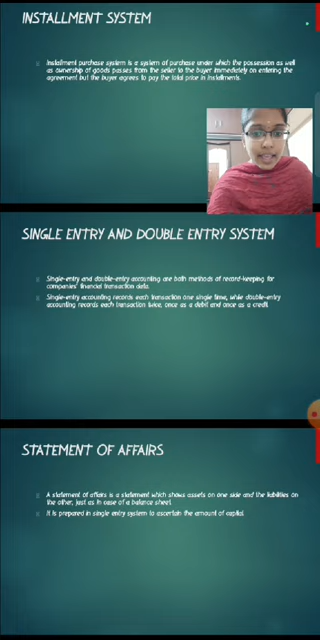 INSTALLMENT SYSTEM
Installment purchase system is a system of purchase under which the possession as well
as ownership of goods passes from the seller to the buyer immediately on entering the
agreement but the buyer agrees to pay the total price in installments.
SINGLE ENTRY AND DOUBLE ENTRY SYSTEM
Single-entry and double-entry accounting are both methods of record-keeping for
companies' financial transaction data.
Single-entry accounting records each transaction one single time, while double-entry
accounting records each transaction twice, once as a debit and once as a credit.
STATEMENT OF AFFAIRS
A statement of affairs is a statement which shows assets on one side and the liabilities on
the other, just as in case of a balance sheet.
It is prepared in single entry system to ascertain the amount of capital.